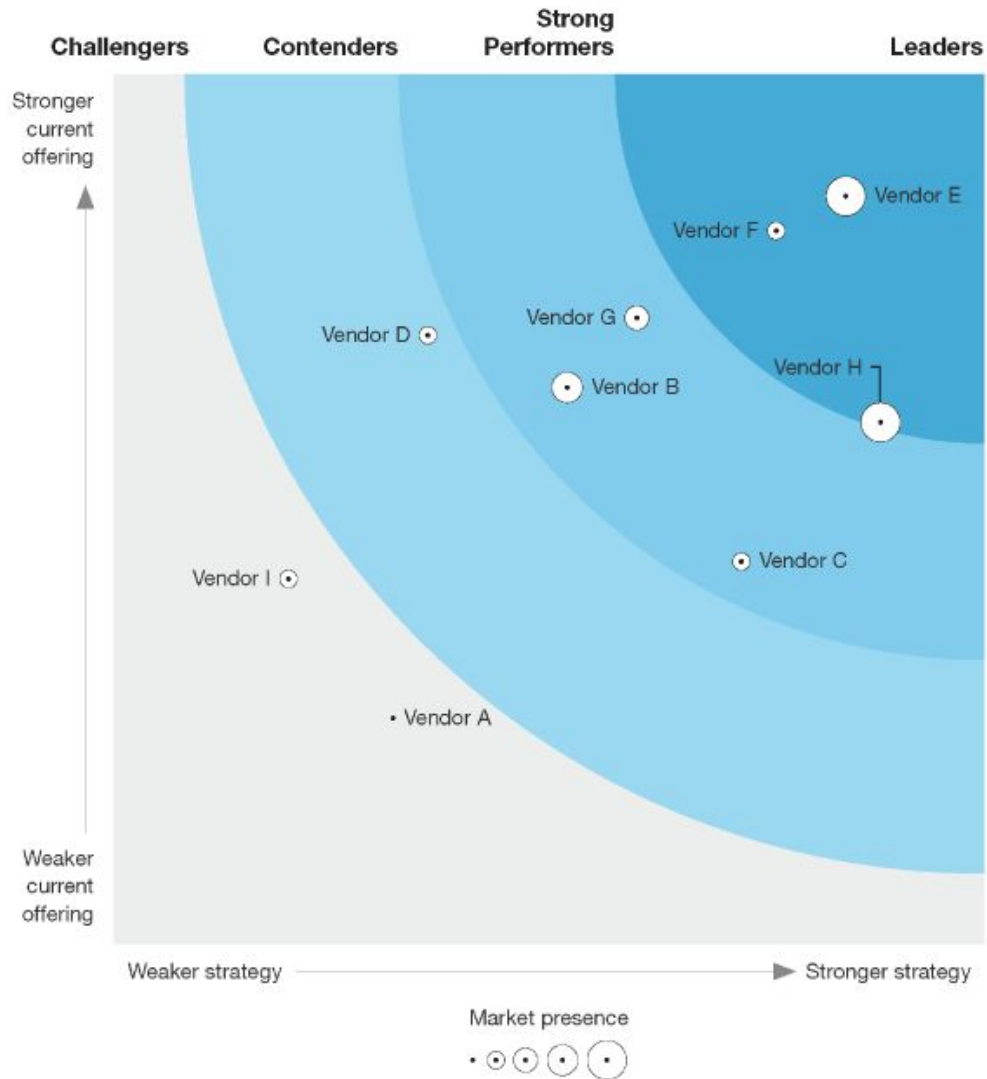 Challengers
Contenders
Strong
Performers
Leaders
Stronger
current
offering
Vendor E
Vendor F
Vendor G
Vendor D
Vendor H
Vendor B
Vendor C
Vendor I
Vendor A
Weaker
current
offering
Weaker strategy
Stronger strategy
Market presence